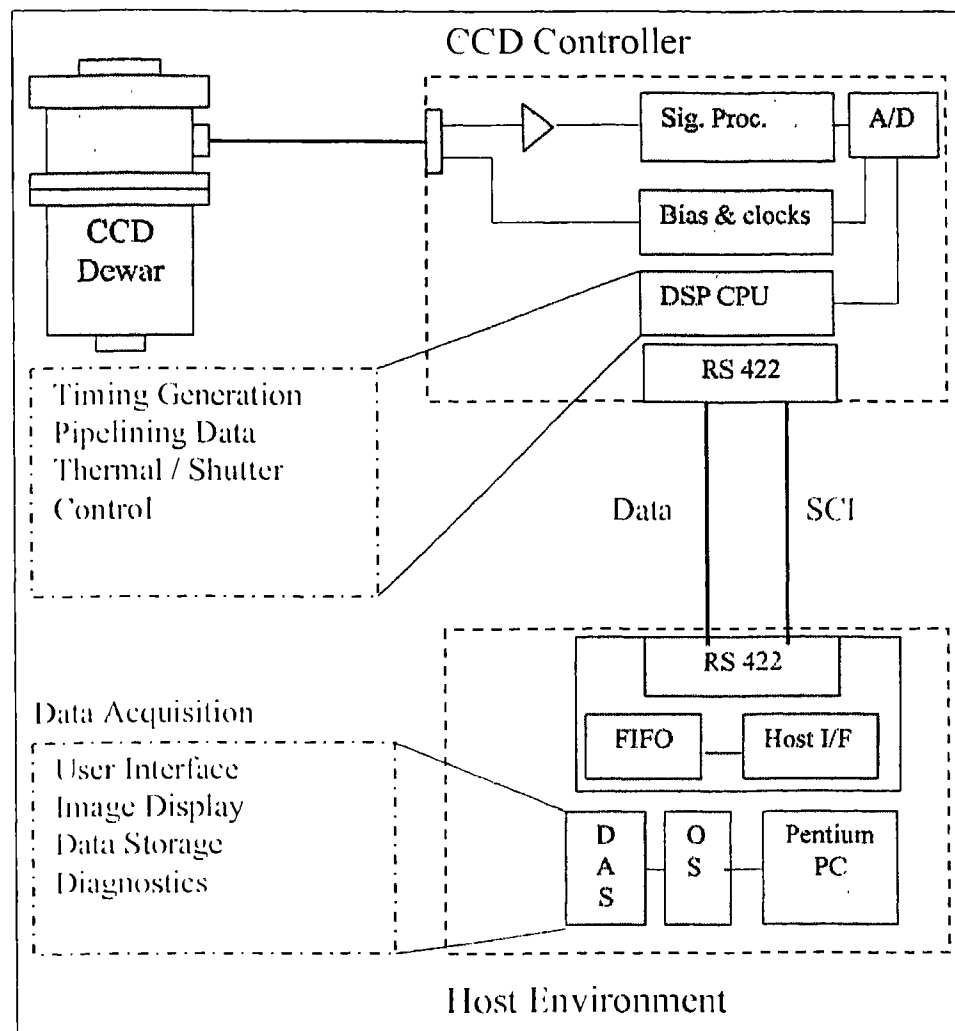 CCD Controller
Sig. Proc.
A/D
Bias & clocks
CCD
Dewar
DSP CPU
RS 422
Timing Generation
Pipelining Data
Thermal / Shutter
Control
Data
SCI
RS 422
Data Acquisition
FIFO
Host I/F
User Interface
Image Display
Data Storage
Diagnostics
D
A
S
O
S
Pentium
PC
Host Environment